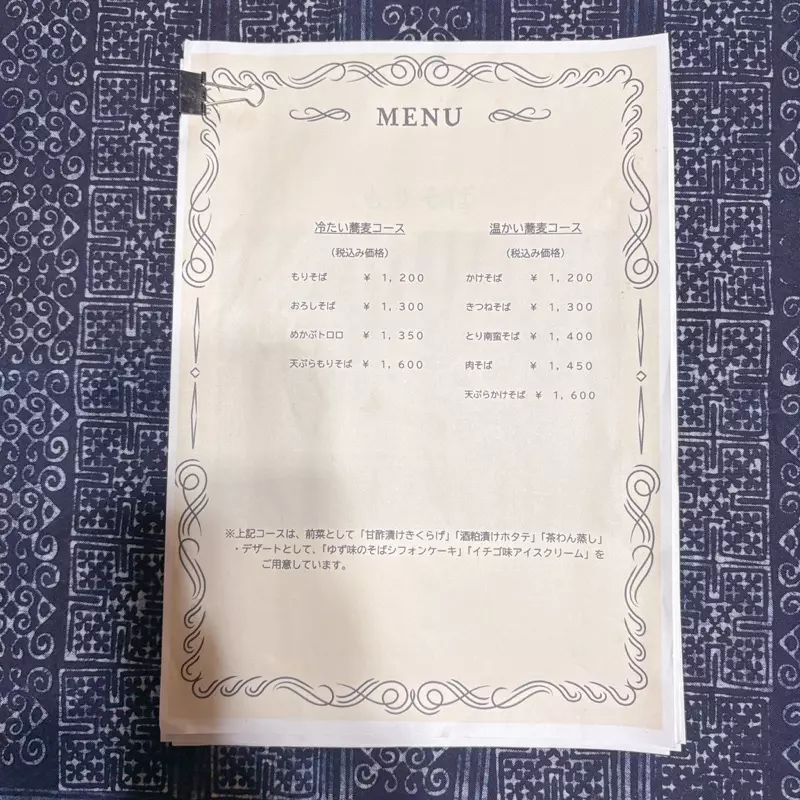 MENU
冷たい蕎麦コース
(税込み価格)
もりそば ¥ 1,200
おろしそば ¥ 1,300
めかぶトロロ ¥ 1,350
天ぷらもりそば ¥ 1,600
温かい蕎麦コース
(税込み価格)
かけそば ¥ 1,200
きつねそば ¥ 1,300
とり南蛮そば ¥ 1,400
肉そば ¥ 1,450
天ぷらかけそば ¥ 1,600
※上記コースは、前菜として「甘酢漬けきくらげ」「酒粕漬けホタテ」「茶わん蒸し」
・デザートとして、「ゆず味のそばシフォンケーキ」「イチゴ味アイスクリーム」を
ご用意しています。